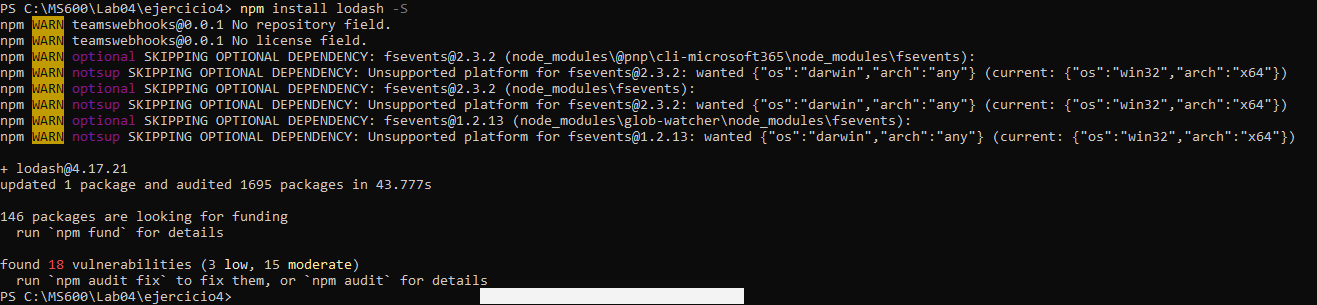 PS C:\MS600\Lab04\ejercicio4> npm install lodash -S
npm WARN teamswebhooks@0.0.1 No repository field.
npm WARN teamswebhooks@0.0.1 No license field.
npm WARN optional SKIPPING OPTIONAL DEPENDENCY: fsevents@2.3.2 (node_modules\@pnp\cli-microsoft365\node_modules\fsevents):
npm WARN notsup SKIPPING OPTIONAL DEPENDENCY: Unsupported platform for fsevents@2.3.2: wanted {"os":"darwin","arch":"any"} (current: {"os":"win32","arch":"x64"})
npm WARN optional SKIPPING OPTIONAL DEPENDENCY: fsevents@2.3.2 (node_modules\fsevents):
npm WARN notsup SKIPPING OPTIONAL DEPENDENCY: Unsupported platform for fsevents@2.3.2: wanted {"os":"darwin","arch":"any"} (current: {"os":"win32","arch":"x64"})
npm WARN optional SKIPPING OPTIONAL DEPENDENCY: fsevents@1.2.13 (node_modules\glob-watcher\node_modules\fsevents):
npm WARN notsup SKIPPING OPTIONAL DEPENDENCY: Unsupported platform for fsevents@1.2.13: wanted {"os":"darwin","arch":"any"} (current: {"os":"win32","arch":"x64"})
+ lodash@4.17.21
updated 1 package and audited 1695 packages in 43.777s
146 packages are looking for funding
run `npm fund` for details
found 18 vulnerabilities (3 low, 15 moderate)
run `npm audit fix` to fix them, or `npm audit` for details
PS C:\MS600\Lab04\ejercicio4>